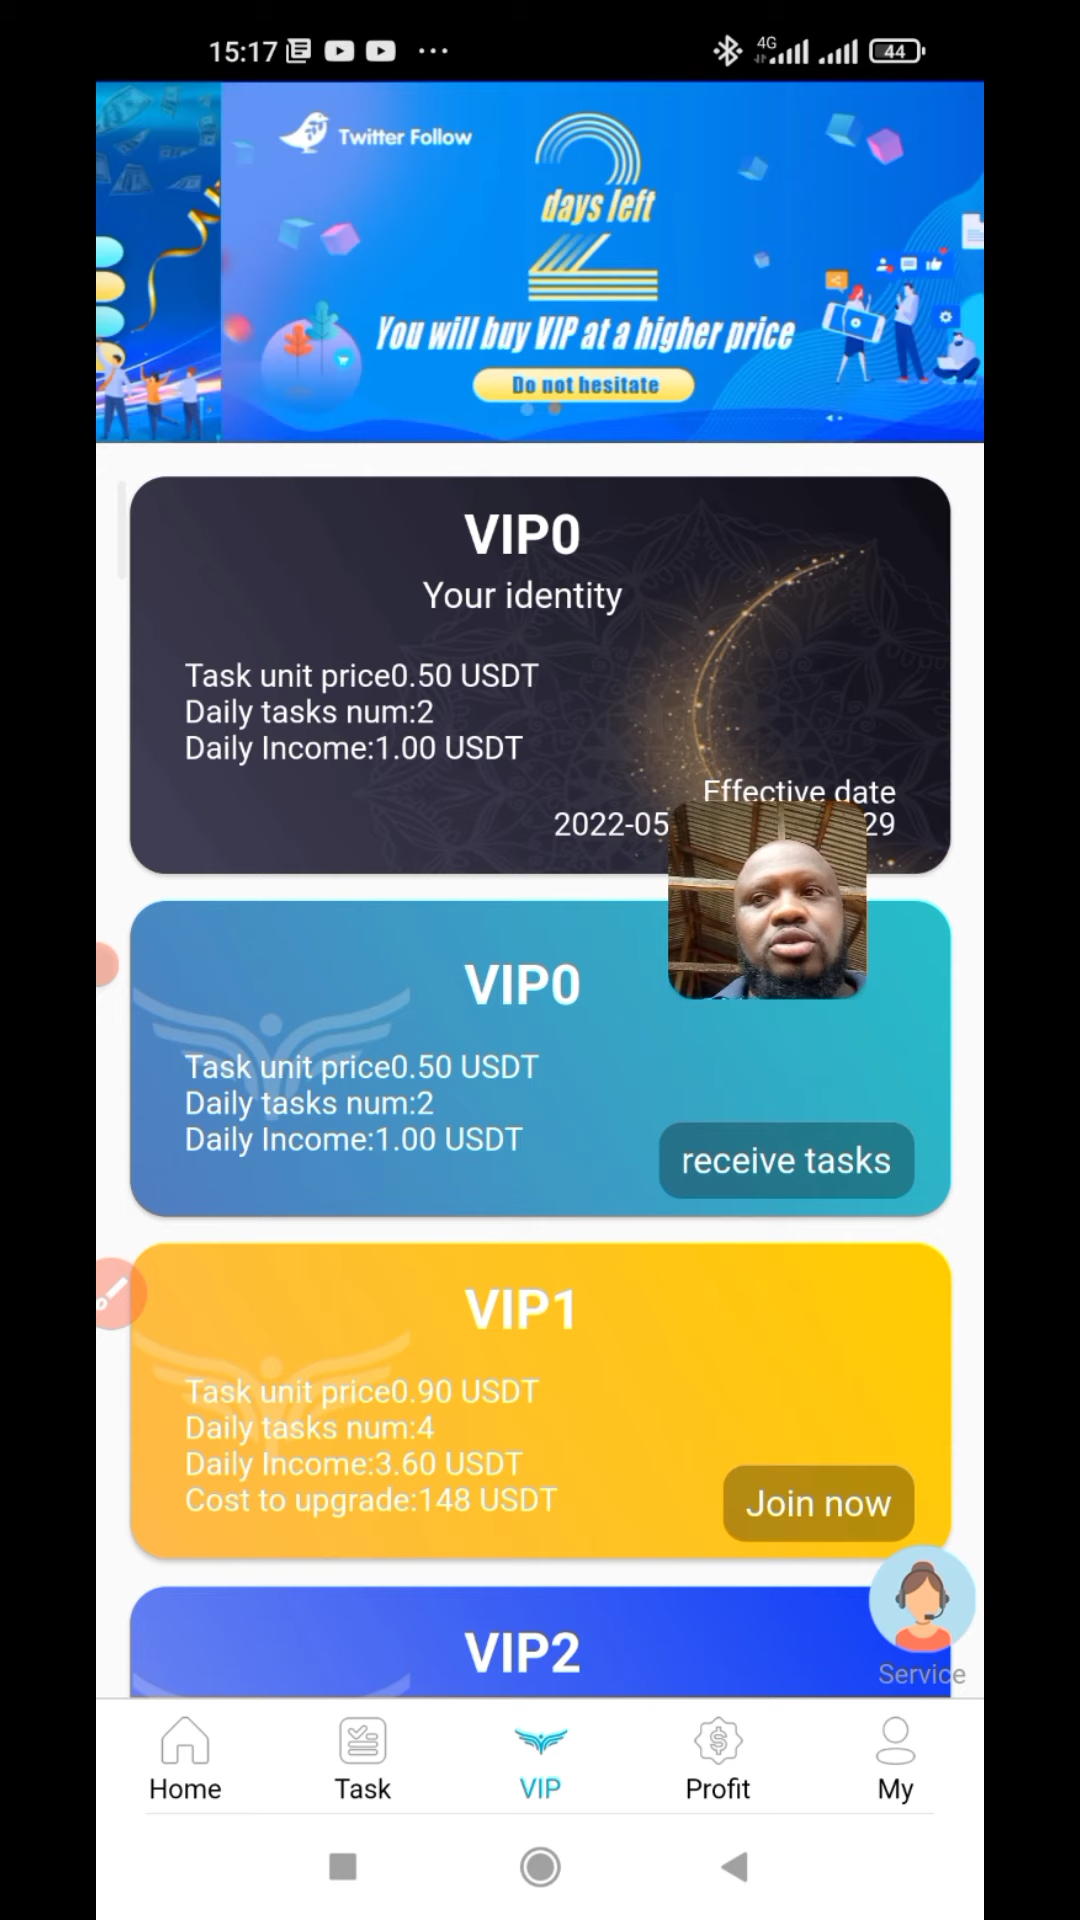 15:17
4G
44
Twitter Follow
2
days left
You will buy VIP at a higher price
Do not hesitate
VIP0
Your identity
Task unit price0.50 USDT
Daily tasks num:2
Daily Income:1.00 USDT
Effective date
2022-05
29
VIP0
Task unit price0.50 USDT
Daily tasks num:2
Daily Income:1.00 USDT
receive tasks
VIP1
Task unit price0.90 USDT
Daily tasks num:4
Daily Income:3.60 USDT
Cost to upgrade:148 USDT
Join now
VIP2
Service
Home
Task
VIP
Profit
My